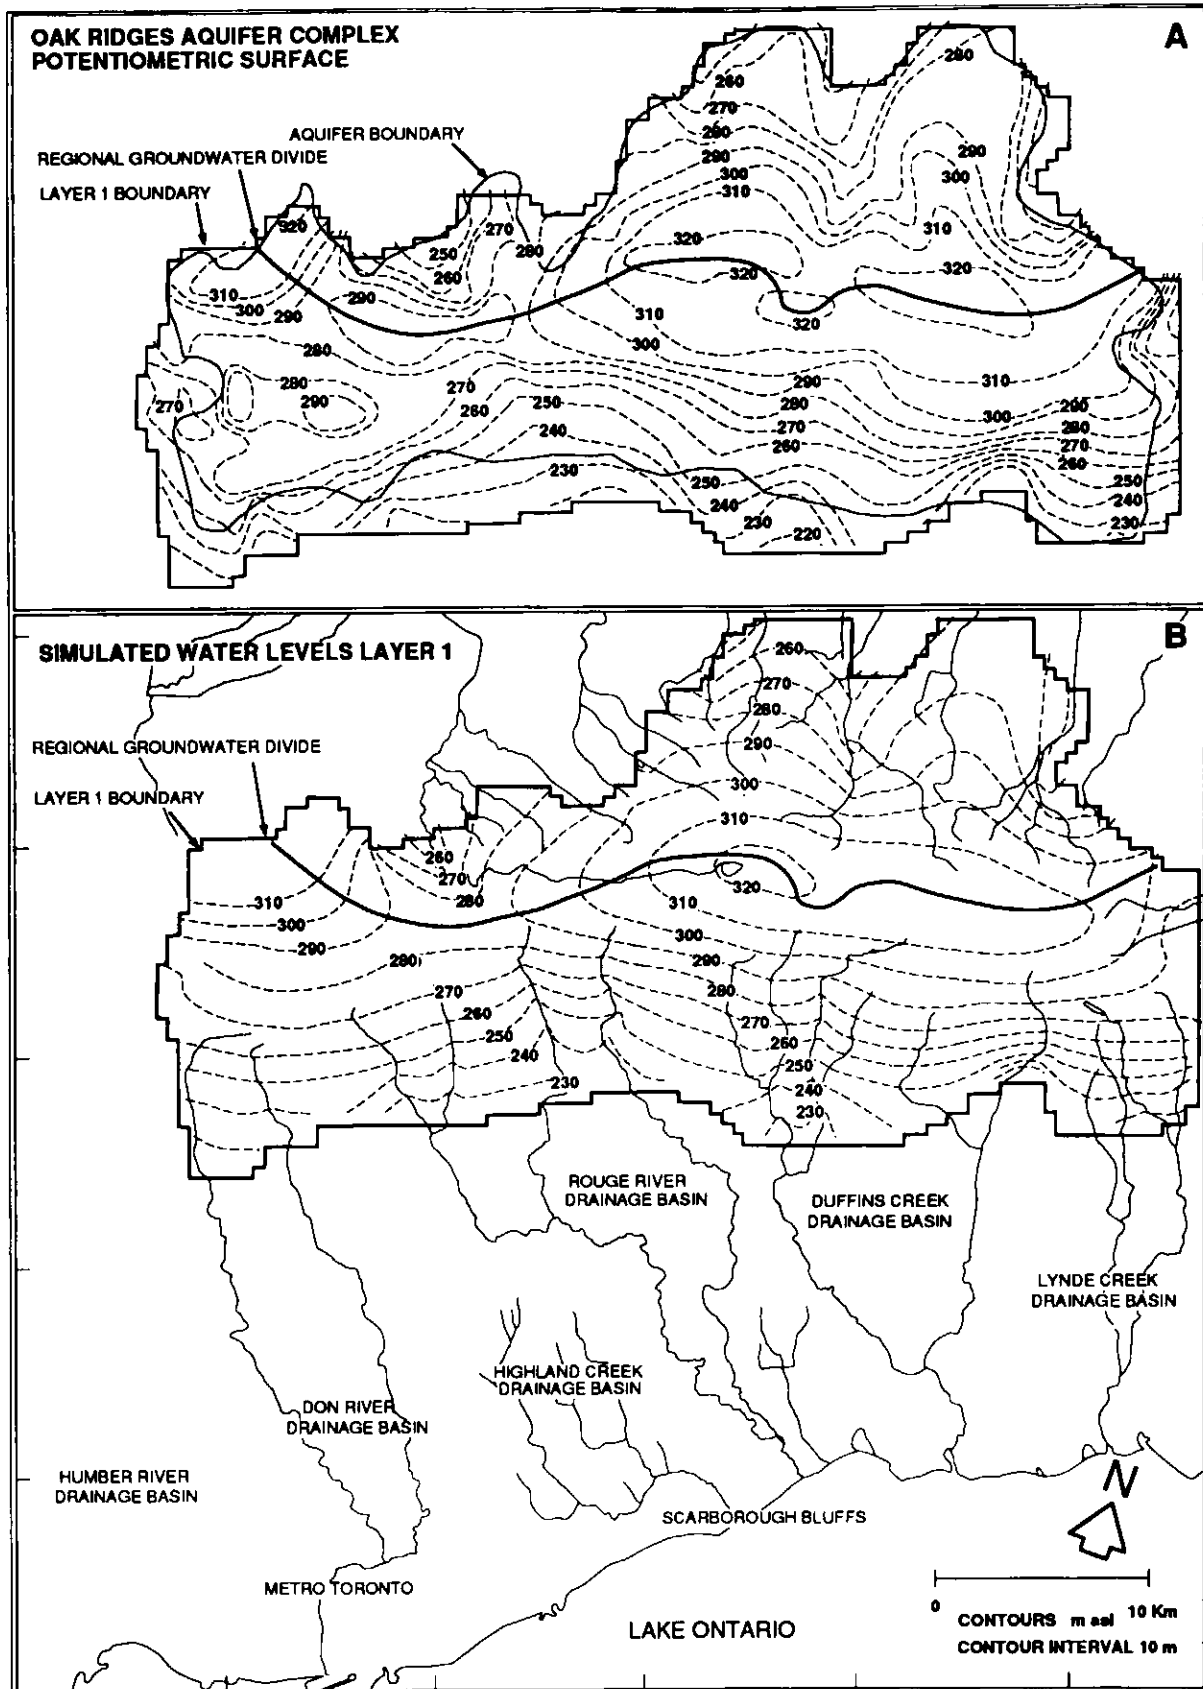 OAK RIDGES AQUIFER COMPLEX
POTENTIOMETRIC SURFACE
A
AQUIFER BOUNDARY
REGIONAL GROUNDWATER DIVIDE
LAYER 1 BOUNDARY
260
280
270
280
290
290
300
300
310
310
320
270
320
280
250
320
320
260
310
290
300
290
310
320
280
300
280
270
290
310
290
270
260
250
280
300
290
270
280
240
260
270
260
230
250
250
240
240
230
230
220
SIMULATED WATER LEVELS LAYER 1
B
REGIONAL GROUNDWATER DIVIDE
LAYER 1 BOUNDARY
260
270
280
290
300
310
260
270
280
320
310
310
300
300
290
290
280
270
280
260
270
250
260
240
250
230
240
230
ROUGE RIVER
DRAINAGE BASIN
DUFFINS CREEK
DRAINAGE BASIN
LYNDE CREEK
DRAINAGE BASIN
HIGHLAND CREEK
DRAINAGE BASIN
DON RIVER
DRAINAGE BASIN
HUMBER RIVER
DRAINAGE BASIN
N
SCARBOROUGH BLUFFS
METRO TORONTO
LAKE ONTARIO
0 10 Km
CONTOURS m asl
CONTOUR INTERVAL 10 m